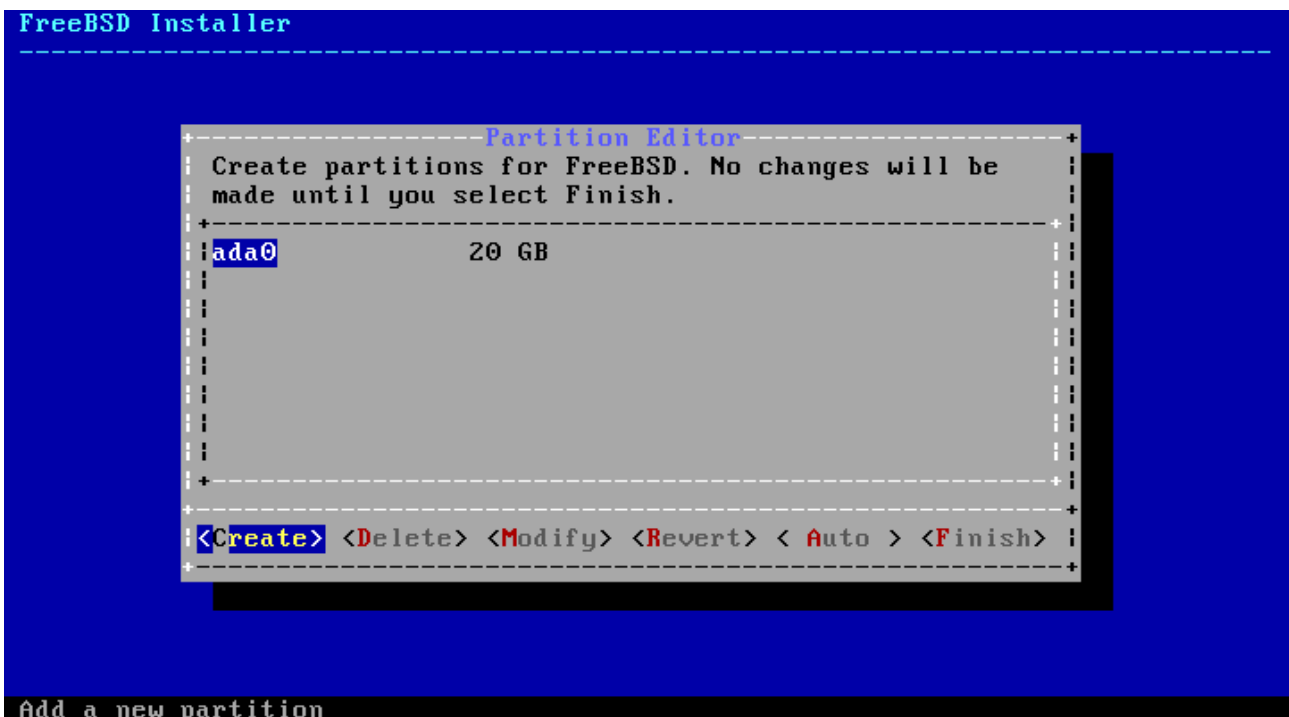 FreeBSD Installer
Partition Editor
Create partitions for FreeBSD. No changes will be
made until you select Finish.
ada0 20 GB
<Create> <Delete> <Modify> <Revert> < Auto > <Finish>
Add a new partition